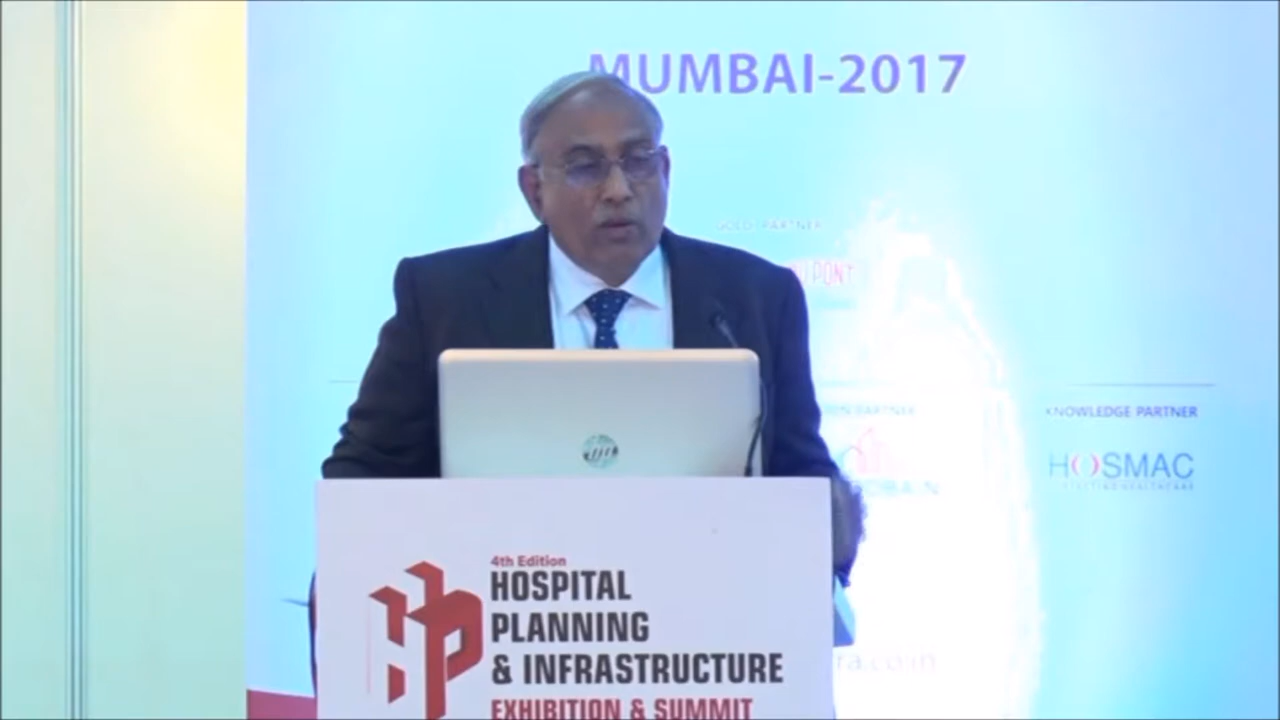 MUMBAI-2017
GOLD PARTNER
KNOWLEDGE PARTNER
HOSMAC
4th Edition
HOSPITAL
PLANNING
& INFRASTRUCTURE
EXHIBITION & SUMMIT